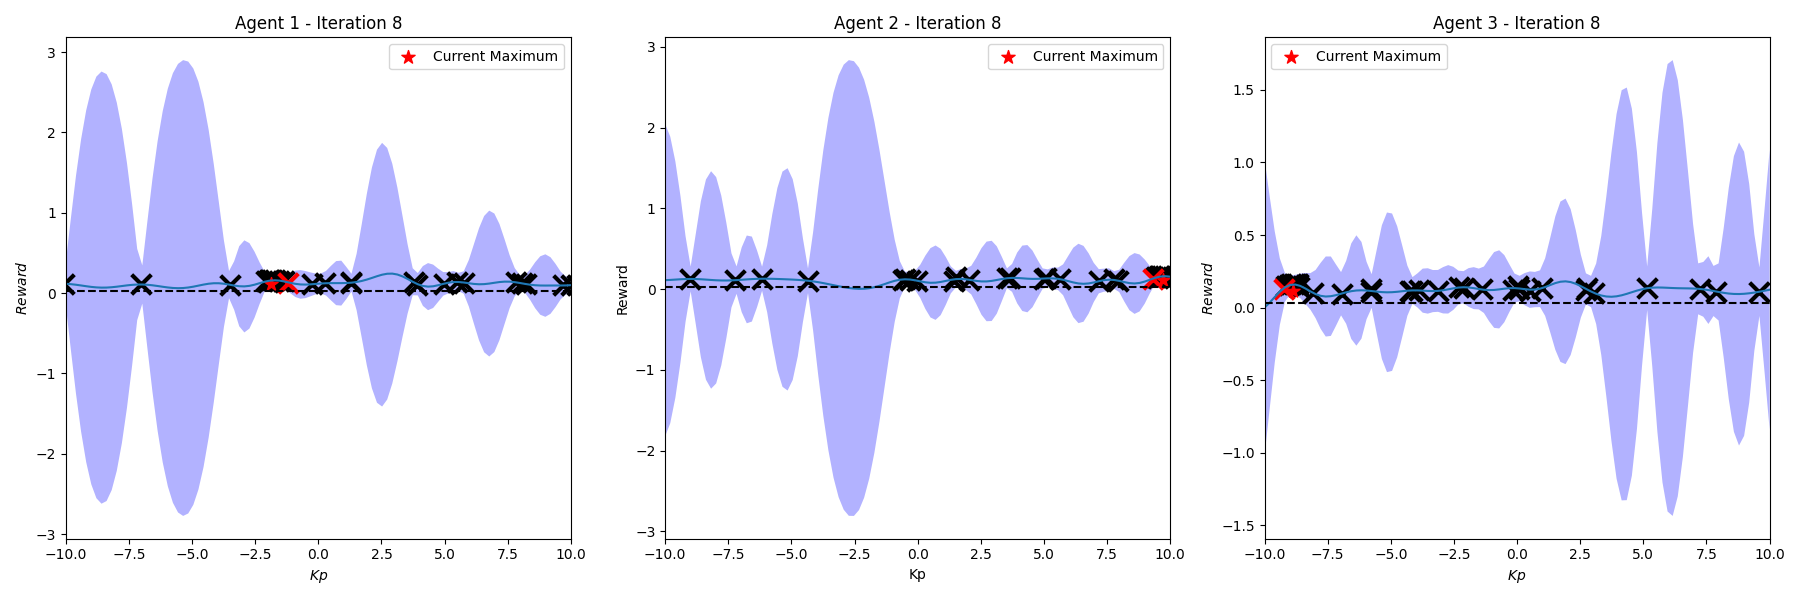 Agent 1 - Iteration 8
Current Maximum
3
2
1
0
−1
−2
−3
Reward
−10.0 −7.5 −5.0 −2.5 0.0 2.5 5.0 7.5 10.0
Kp
Agent 2 - Iteration 8
Current Maximum
3
2
1
0
−1
−2
−3
Reward
−10.0 −7.5 −5.0 −2.5 0.0 2.5 5.0 7.5 10.0
Kp
Agent 3 - Iteration 8
Current Maximum
1.5
1.0
0.5
0.0
−0.5
−1.0
−1.5
Reward
−10.0 −7.5 −5.0 −2.5 0.0 2.5 5.0 7.5 10.0
Kp